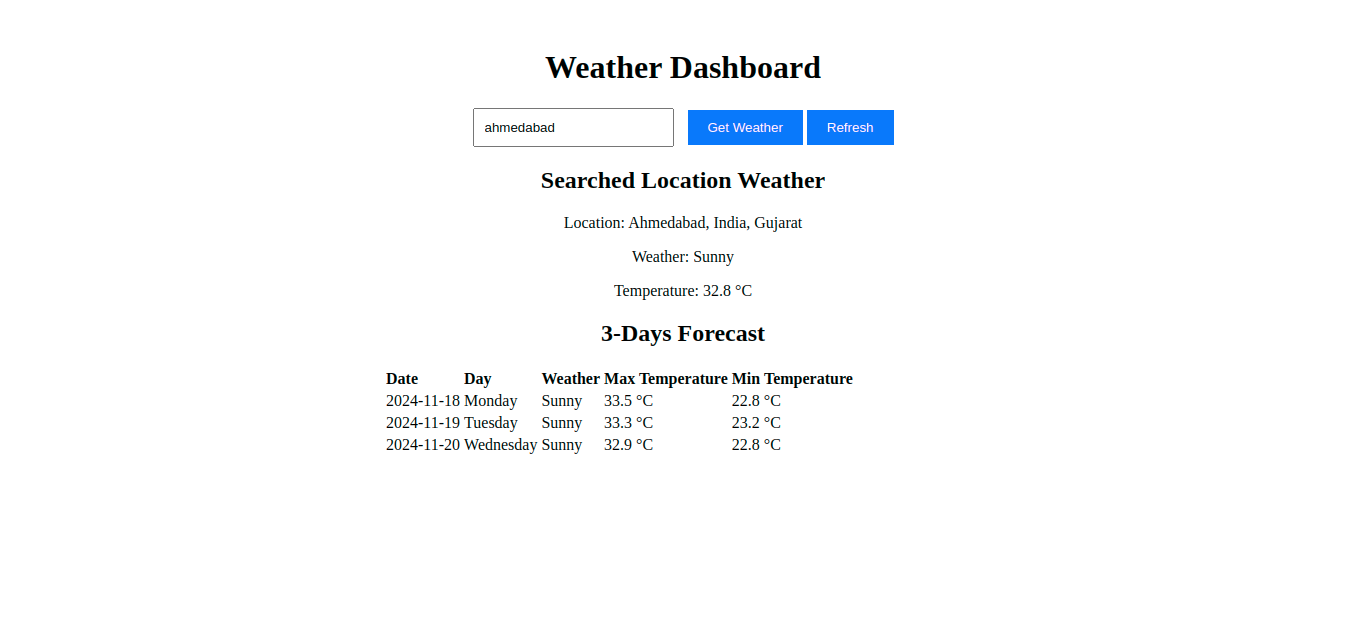 Weather Dashboard
ahmedabad Get Weather Refresh
Searched Location Weather
Location: Ahmedabad, India, Gujarat
Weather: Sunny
Temperature: 32.8 °C
3-Days Forecast
Date Day Weather Max Temperature Min Temperature
2024-11-18 Monday Sunny 33.5 °C 22.8 °C
2024-11-19 Tuesday Sunny 33.3 °C 23.2 °C
2024-11-20 Wednesday Sunny 32.9 °C 22.8 °C